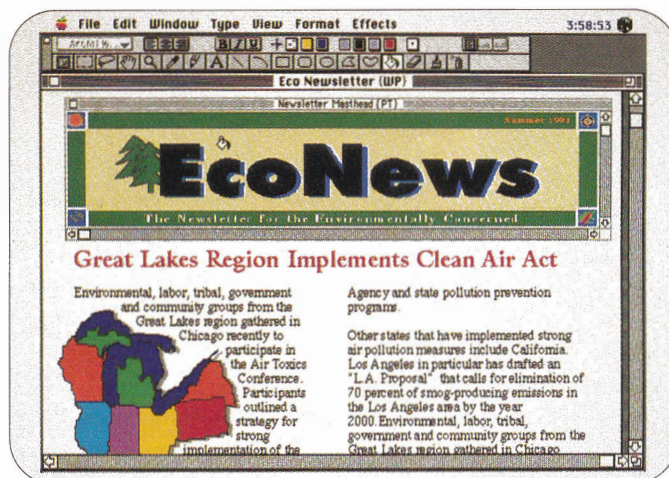 File Edit Window Type View Format Effects 3:58:53
B I U
A
Eco Newsletter (WP)
Newsletter Masthead (PT)
Summer 1993
EcoNews
The Newsletter for the Environmentally Concerned
Great Lakes Region Implements Clean Air Act
Environmental, labor, tribal, government
and community groups from the
Great Lakes region gathered in
Chicago recently to
participate in
the Air Toxics
Conference.
Participants
outlined a
strategy for
strong
implementation of the
Agency and state pollution prevention
programs.
Other states that have implemented strong
air pollution measures include California.
Los Angeles in particular has drafted an
"L.A. Proposal" that calls for elimination of
70 percent of smog-producing emissions in
the Los Angeles area by the year
2000. Environmental, labor, tribal,
government and community groups from the
Great Lakes region gathered in Chicago